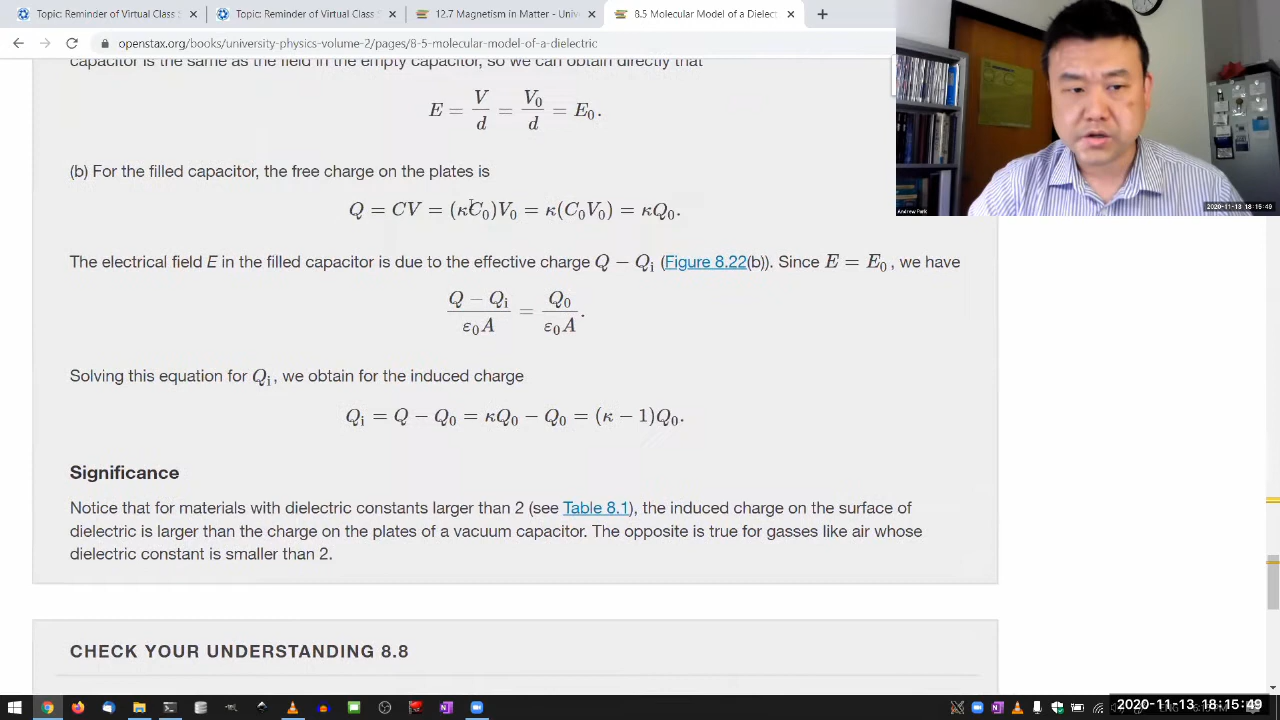 Topic: Reminder of Virtual Class S
Topic: Reminder of Virtual Class S
12.7 Magnetism in Matter - Unive
8.5 Molecular Model of a Dielect
openstax.org/books/university-physics-volume-2/pages/8-5-molecular-model-of-a-dielectric
capacitor is the same as the field in the empty capacitor, so we can obtain directly that
E = V/d = V₀/d = E₀.
(b) For the filled capacitor, the free charge on the plates is
Q = CV = (κC₀)V₀ = κ(C₀V₀) = κQ₀.
The electrical field E in the filled capacitor is due to the effective charge Q − Qᵢ (Figure 8.22(b)). Since E = E₀, we have
(Q − Qᵢ)/(ε₀A) = Q₀/(ε₀A).
Solving this equation for Qᵢ, we obtain for the induced charge
Qᵢ = Q − Q₀ = κQ₀ − Q₀ = (κ − 1)Q₀.
Significance
Notice that for materials with dielectric constants larger than 2 (see Table 8.1), the induced charge on the surface of
dielectric is larger than the charge on the plates of a vacuum capacitor. The opposite is true for gasses like air whose
dielectric constant is smaller than 2.
CHECK YOUR UNDERSTANDING 8.8
Andrew Park
2020-11-13 18:15:49
2020-11-13 18:15:49